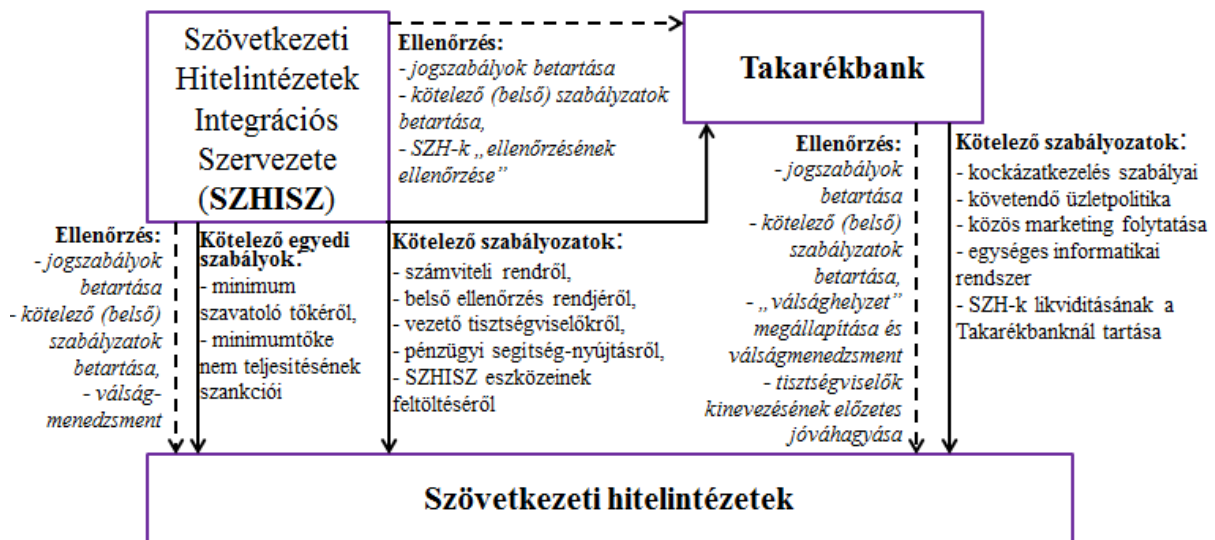 Szövetkezeti
Hitelintézetek
Integrációs
Szervezete
(SZHISZ)
Ellenőrzés:
- jogszabályok betartása
- kötelező (belső) szabályzatok
betartása,
- SZH-k „ellenőrzésének
ellenőrzése”
Takarékbank
Ellenőrzés:
- jogszabályok
betartása
- kötelező (belső)
szabályzatok
betartása,
- válság-
menedzsment
Kötelező egyedi
szabályok:
- minimum
szavatoló tőkéről,
- minimumtőke
nem teljesítésének
szankciói
Kötelező szabályozatok:
- számviteli rendről,
- belső ellenőrzés rendjéről,
- vezető tisztségviselőkről,
- pénzügyi segítség-nyújtásról,
- SZHISZ eszközeinek
feltöltéséről
Ellenőrzés:
- jogszabályok
betartása
- kötelező (belső)
szabályzatok
betartása,
- „válsághelyzet”
megállapítása és
válságmenedzsment
- tisztségviselők
kinevezésének előzetes
jóváhagyása
Kötelező szabályozatok:
- kockázatkezelés szabályai
- követendő üzletpolitika
- közös marketing folytatása
- egységes informatikai
rendszer
- SZH-k likviditásának a
Takarékbanknál tartása
Szövetkezeti hitelintézetek